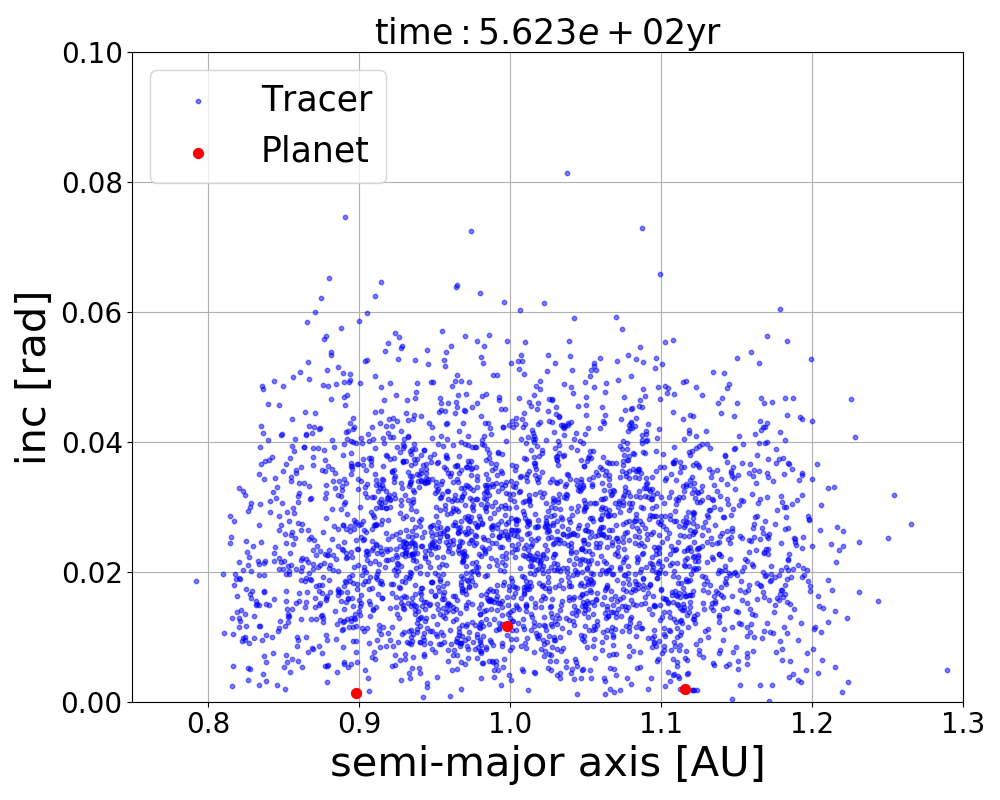 time: 5.623e + 02yr
Tracer
Planet
inc [rad]
0.10
0.08
0.06
0.04
0.02
0.00
0.8 0.9 1.0 1.1 1.2 1.3
semi-major axis [AU]